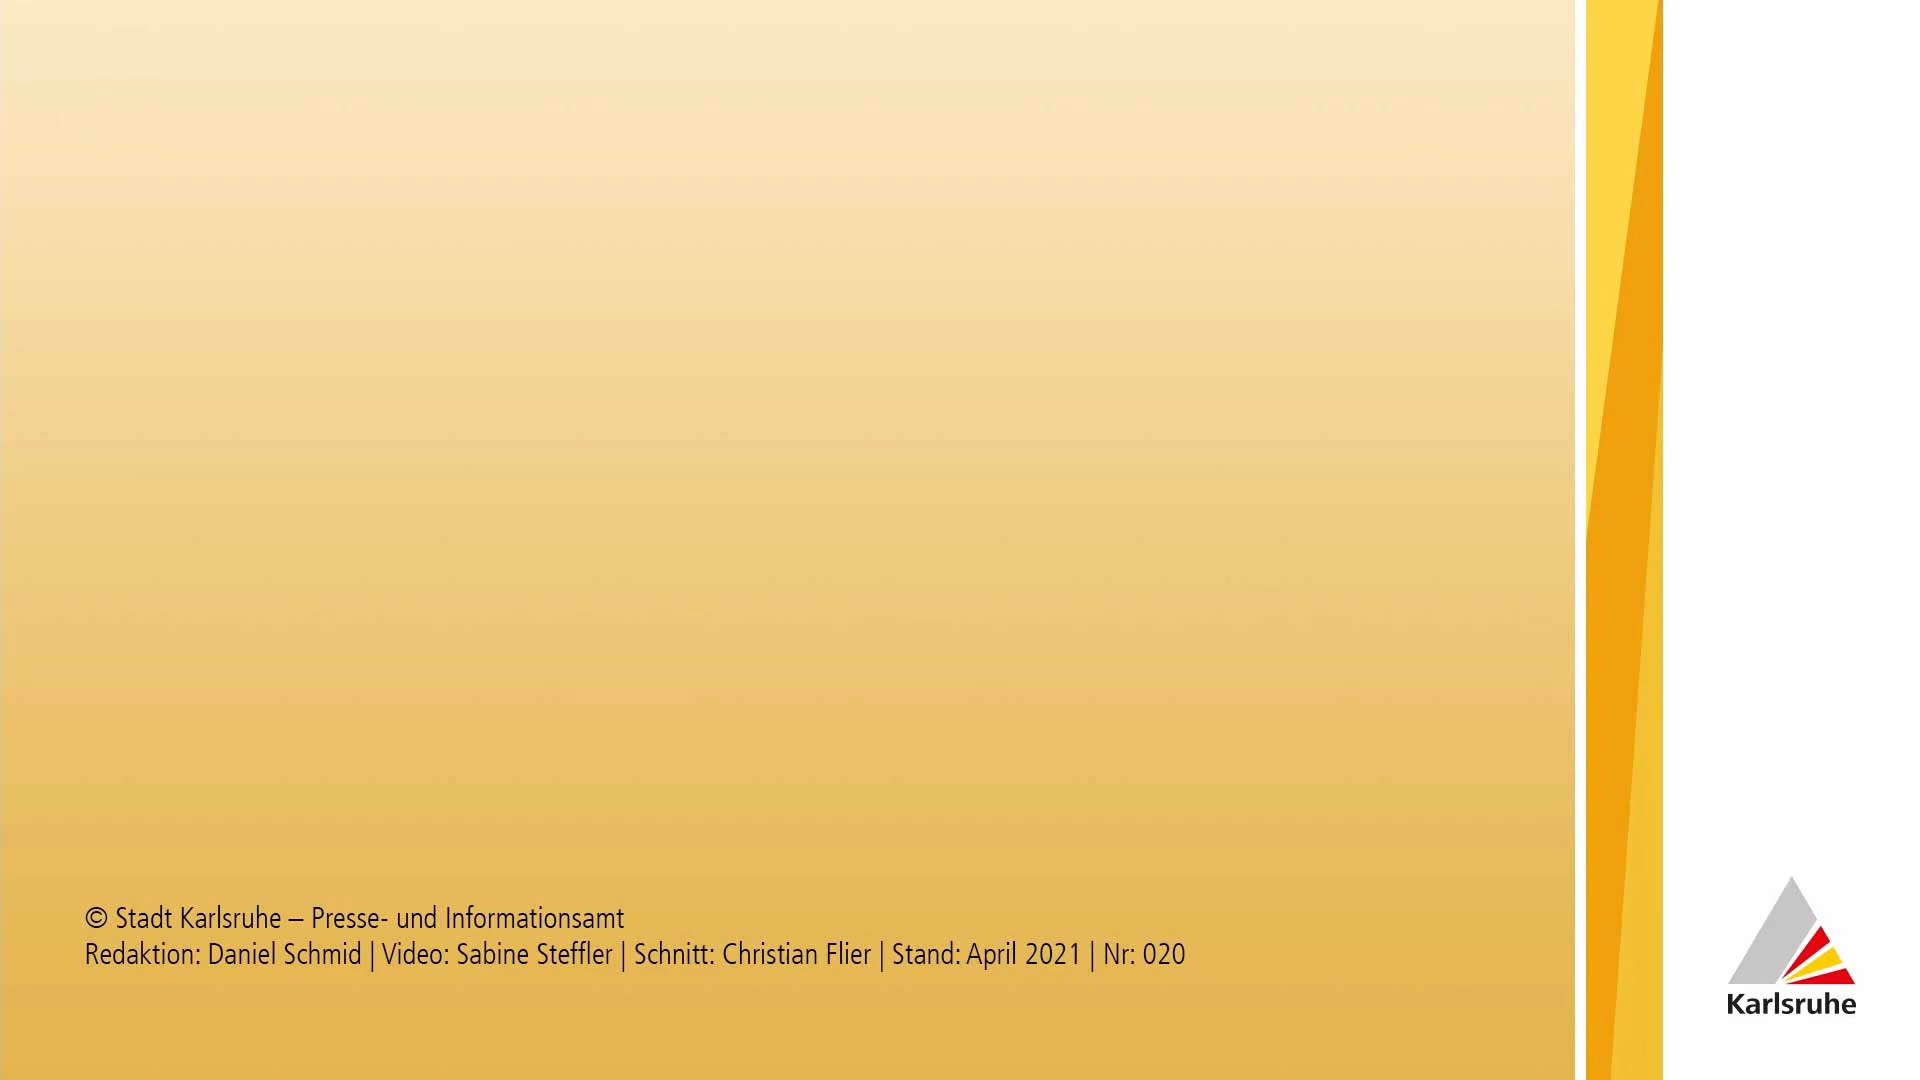 © Stadt Karlsruhe – Presse- und Informationsamt
Redaktion: Daniel Schmid | Video: Sabine Steffler | Schnitt: Christian Flier | Stand: April 2021 | Nr: 020
Karlsruhe